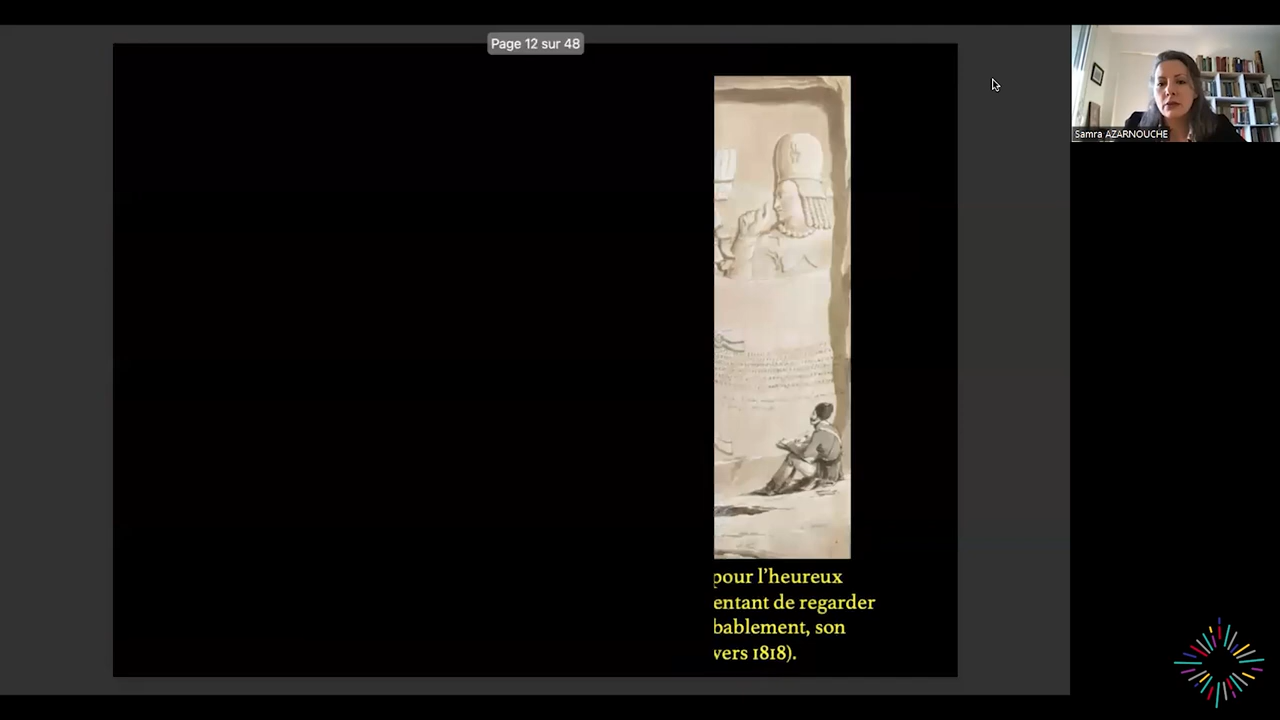 Page 12 sur 48
Samra AZARNOUCHE
pour l’heureux
entant de regarder
bablement, son
vers 1818).